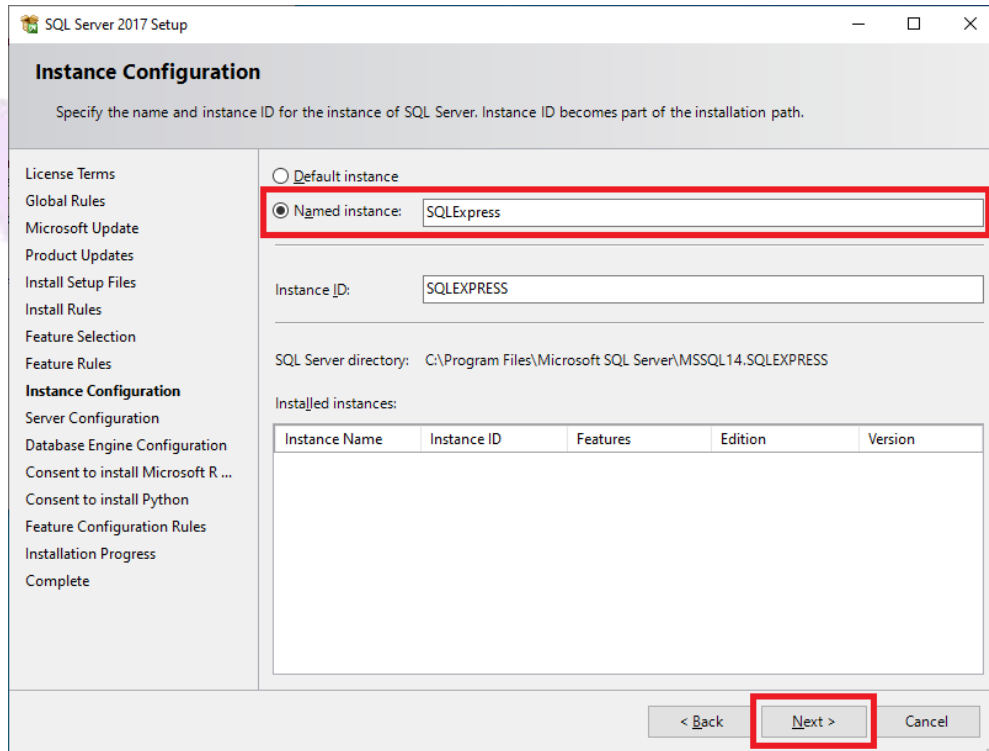 SQL Server 2017 Setup
Instance Configuration
Specify the name and instance ID for the instance of SQL Server. Instance ID becomes part of the installation path.
License Terms
Global Rules
Microsoft Update
Product Updates
Install Setup Files
Install Rules
Feature Selection
Feature Rules
Instance Configuration
Server Configuration
Database Engine Configuration
Consent to install Microsoft R ...
Consent to install Python
Feature Configuration Rules
Installation Progress
Complete
Default instance
Named instance: SQLExpress
Instance ID: SQLEXPRESS
SQL Server directory: C:\Program Files\Microsoft SQL Server\MSSQL14.SQLEXPRESS
Installed instances:
Instance Name Instance ID Features Edition Version
< Back Next > Cancel